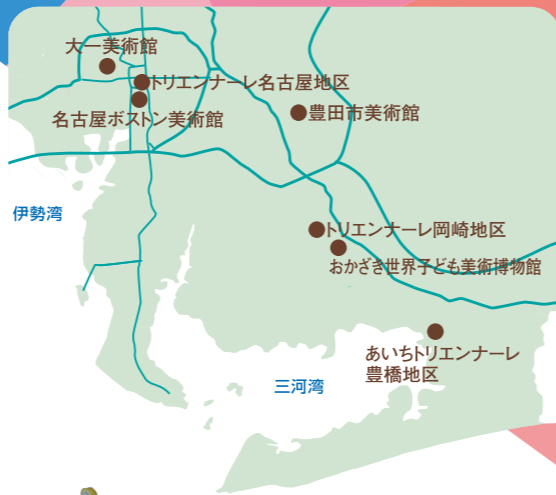 大一美術館
トリエンナーレ名古屋地区
名古屋ボストン美術館
豊田市美術館
伊勢湾
トリエンナーレ岡崎地区
おかざき世界子ども美術博物館
あいちトリエンナーレ
豊橋地区
三河湾